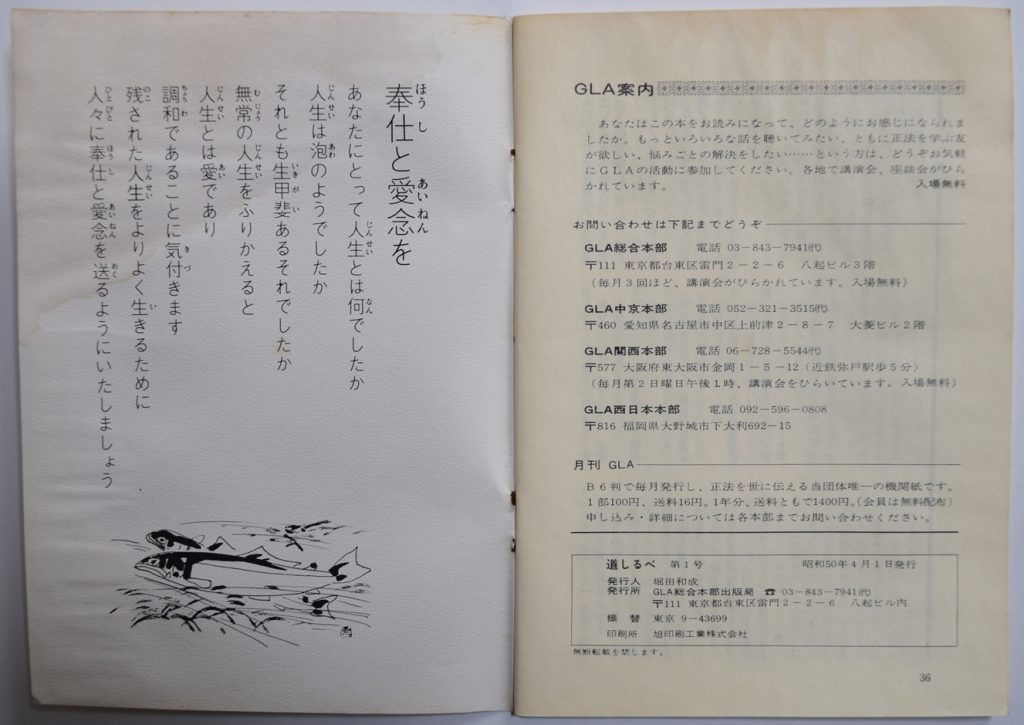 奉仕と愛念を
あなたにとって人生とは何でしたか
人生は泡のようでしたか
それとも生甲斐あるそれでしたか
無常の人生をふりかえると
人生とは愛であり
調和であることに気付きます
残された人生をよりよく生きるために
人々に奉仕と愛念を送るようにいたしましょう
GLA案内
あなたはこの本をお読みになって、どのようにお感じになられま
したか。もっといろいろな話を聴いてみたい、ともに正法を学ぶ友
が欲しい、悩みごとの解決をしたい……という方は、どうぞお気軽
にGLAの活動に参加してください。各地で講演会、座談会がひら
かれています。 入場無料
お問い合わせは下記までどうぞ
GLA総合本部 電話 03−843−7941㈹
〒111 東京都台東区雷門2−2−6 八起ビル3階
(毎月3回ほど、講演会がひらかれています。入場無料)
GLA中京本部 電話 052−321−3515㈹
〒460 愛知県名古屋市中区上前津2−8−7 大菱ビル2階
GLA関西本部 電話 06−728−5544㈹
〒577 大阪府東大阪市金岡1−5−12(近鉄弥戸駅歩5分)
(毎月第2日曜日午後1時、講演会をひらいています。入場無料)
GLA西日本本部 電話 092−596−0808
〒816 福岡県大野城市下大利692−15
月刊 GLA
B6判で毎月発行し、正法を世に伝える当団体唯一の機関紙です。
1部100円、送料16円。1年分、送料ともで1400円。(会員は無料配布)
申し込み・詳細については各本部までお問い合わせください。
道しるべ 第1号 昭和50年4月1日発行
発行人 堀田和成
発行所 GLA総合本部出版局 ☎03−843−7941㈹
〒111 東京都台東区雷門2−2−6 八起ビル内
振替 東京 9−43699
印刷所 旭印刷工業株式会社
無断転載を禁じます。
36